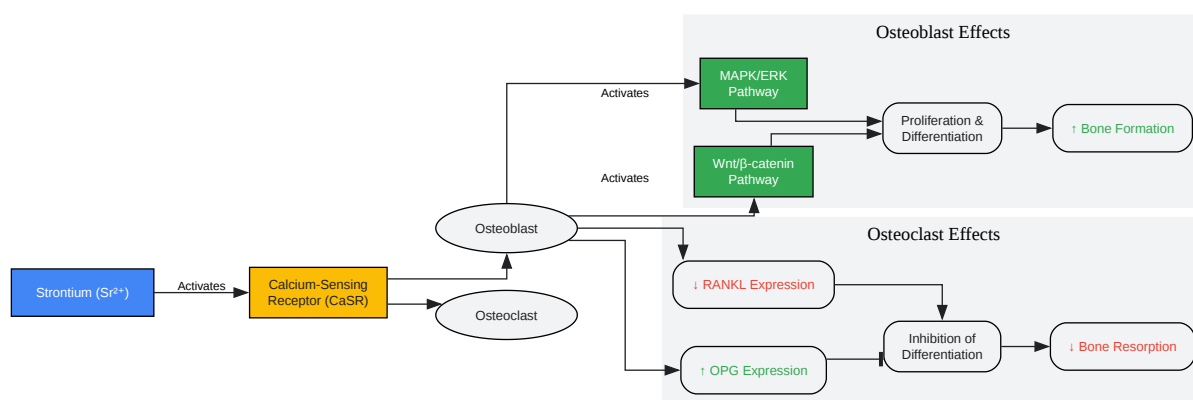 Osteoblast Effects
MAPK/ERK
Pathway
Activates
Proliferation &
Differentiation
↑ Bone Formation
Wnt/β-catenin
Pathway
Activates
Osteoblast
Osteoclast Effects
Strontium (Sr²⁺)
Activates
Calcium-Sensing
Receptor (CaSR)
↓ RANKL Expression
Osteoclast
Inhibition of
Differentiation
↓ Bone Resorption
↑ OPG Expression